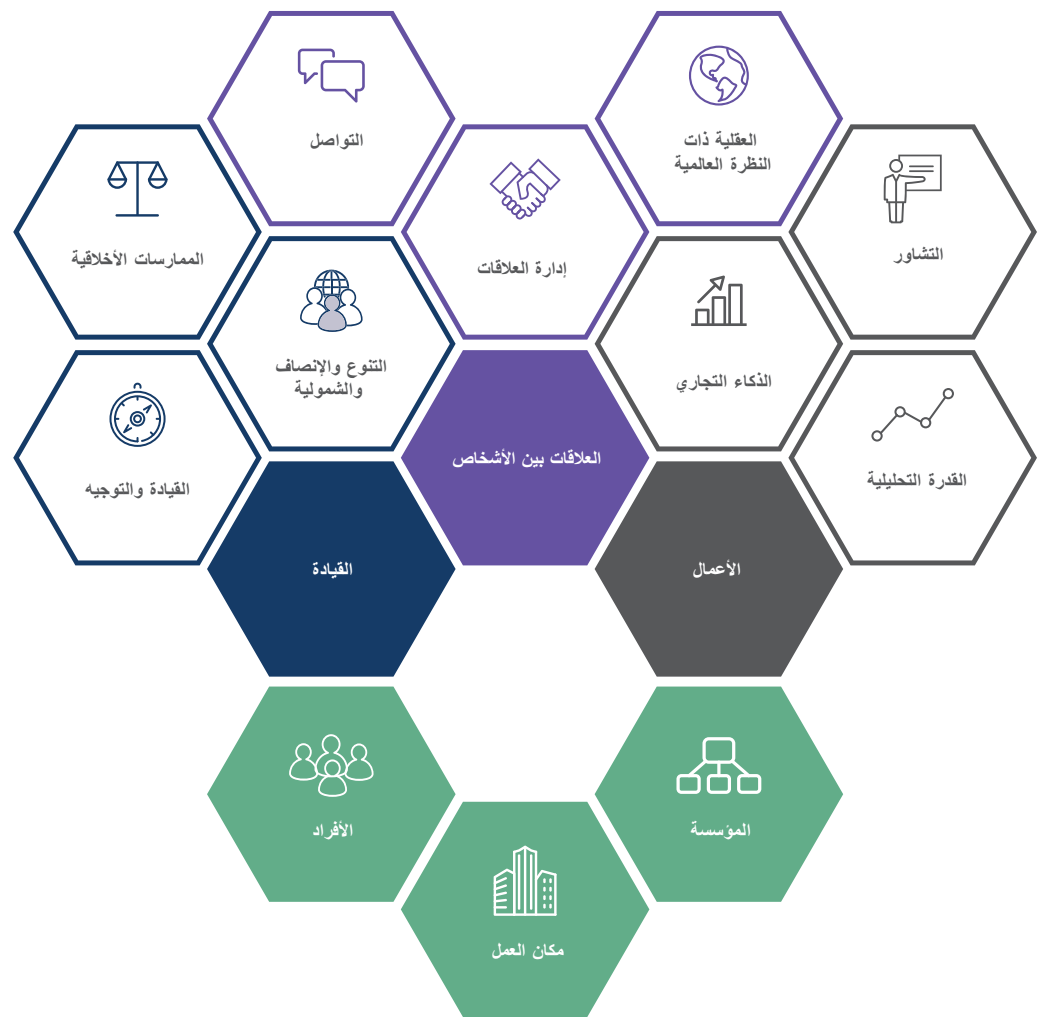 التواصل
العقلية ذات
النظرة العالمية
الممارسات الأخلاقية
إدارة العلاقات
التشاور
التنوع والإنصاف
والشمولية
الذكاء التجاري
القيادة والتوجيه
العلاقات بين الأشخاص
القدرة التحليلية
القيادة
الأعمال
الأفراد
المؤسسة
مكان العمل